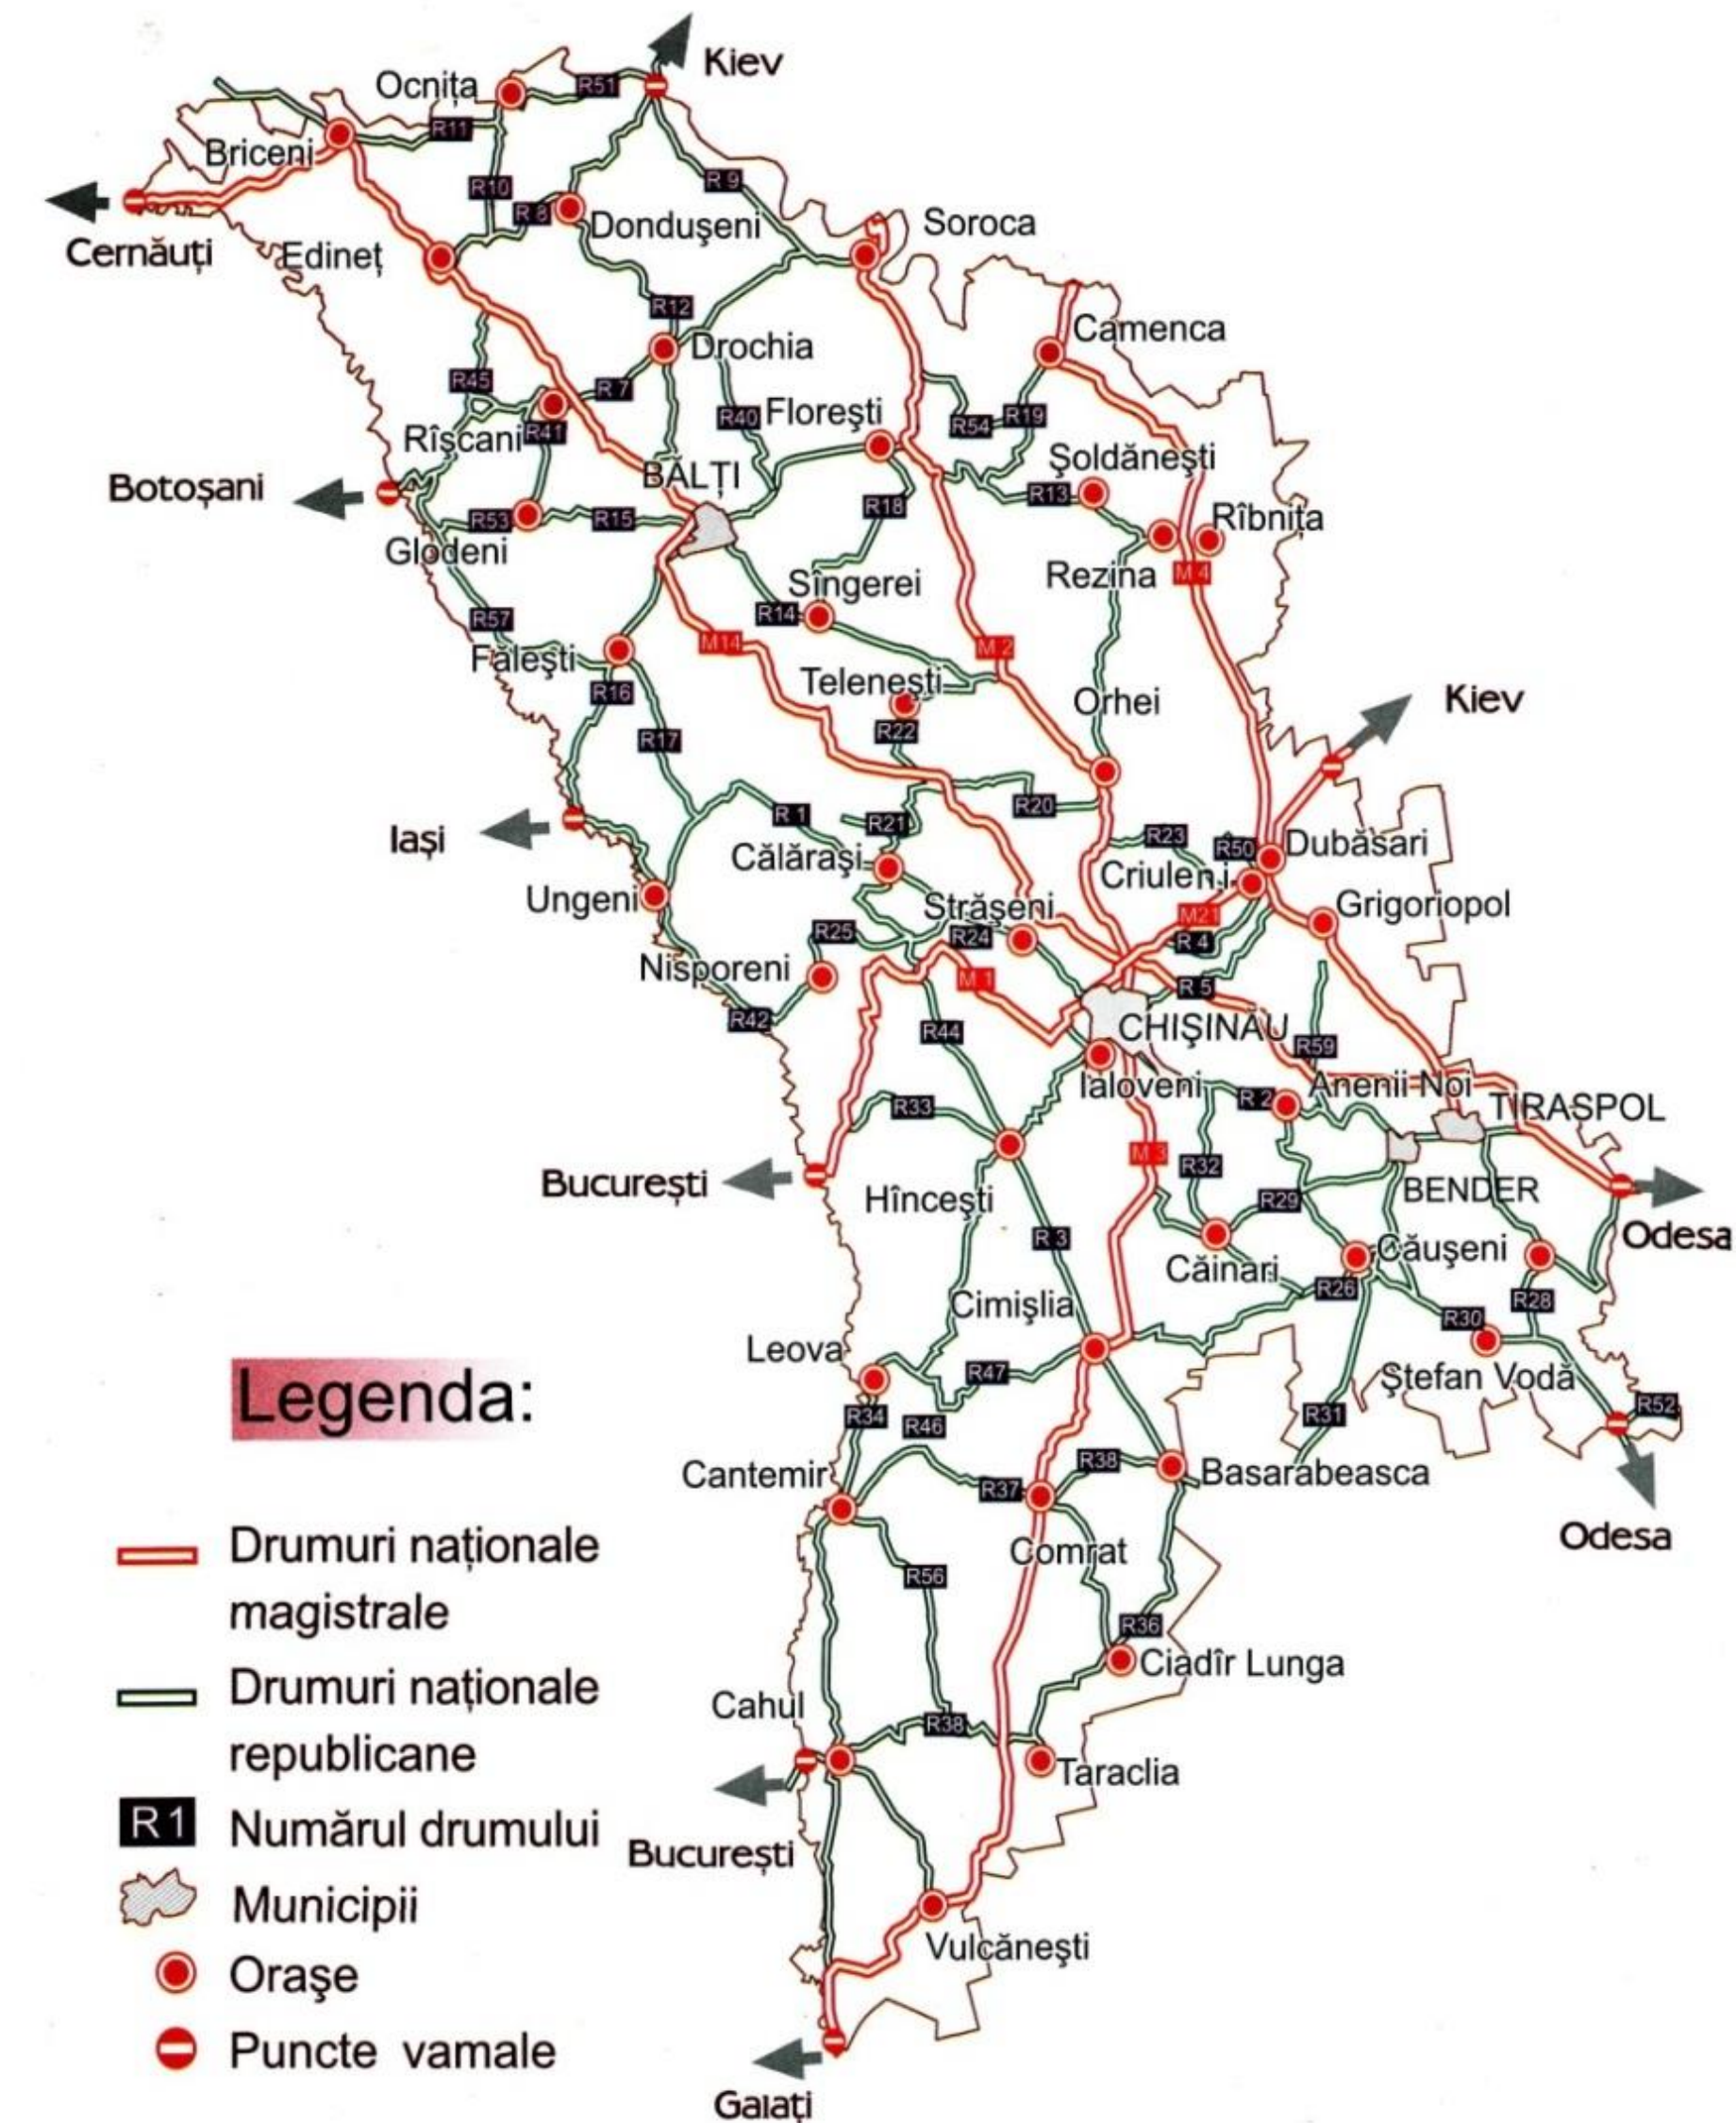 Kiev
Ocnița
R51
R11
Briceni
R10
R 9
R 8
Dondușeni
Soroca
Cernăuți
Edineț
R12
Camenca
Drochia
R45
R 7
R40
Florești
R54
R19
Rîșcani
R41
Șoldănești
BĂLȚI
Botoșani
R13
R18
R53
R15
Rîbnița
Glodeni
Rezina
M 4
Sîngerei
R14
R57
M14
M 2
Fălești
Telenești
R16
Orhei
Kiev
R22
R17
R 1
R20
R21
R23
R50
Dubăsari
Iași
Călărași
Criuleni
Ungeni
Strășeni
Grigoriopol
M21
R25
R24
R 4
Nisporeni
M 1
R 5
R42
R44
CHIȘINĂU
R59
Ialoveni
Anenii Noi
R33
R 2
TIRASPOL
M 3
R32
București
Hîncești
R29
BENDER
R 3
Odesa
Căinari
Căușeni
R26
R28
Cimișlia
R30
Leova
R47
Ștefan Vodă
R34
R46
R31
R52
Cantemir
R38
Basarabeasca
R37
Odesa
Comrat
R56
R36
Ciadîr Lunga
Cahul
R38
Taraclia
București
Vulcănești
Galați
Legenda:
Drumuri naționale
magistrale
Drumuri naționale
republicane
R 1
Numărul drumului
Municipii
Orașe
Puncte vamale